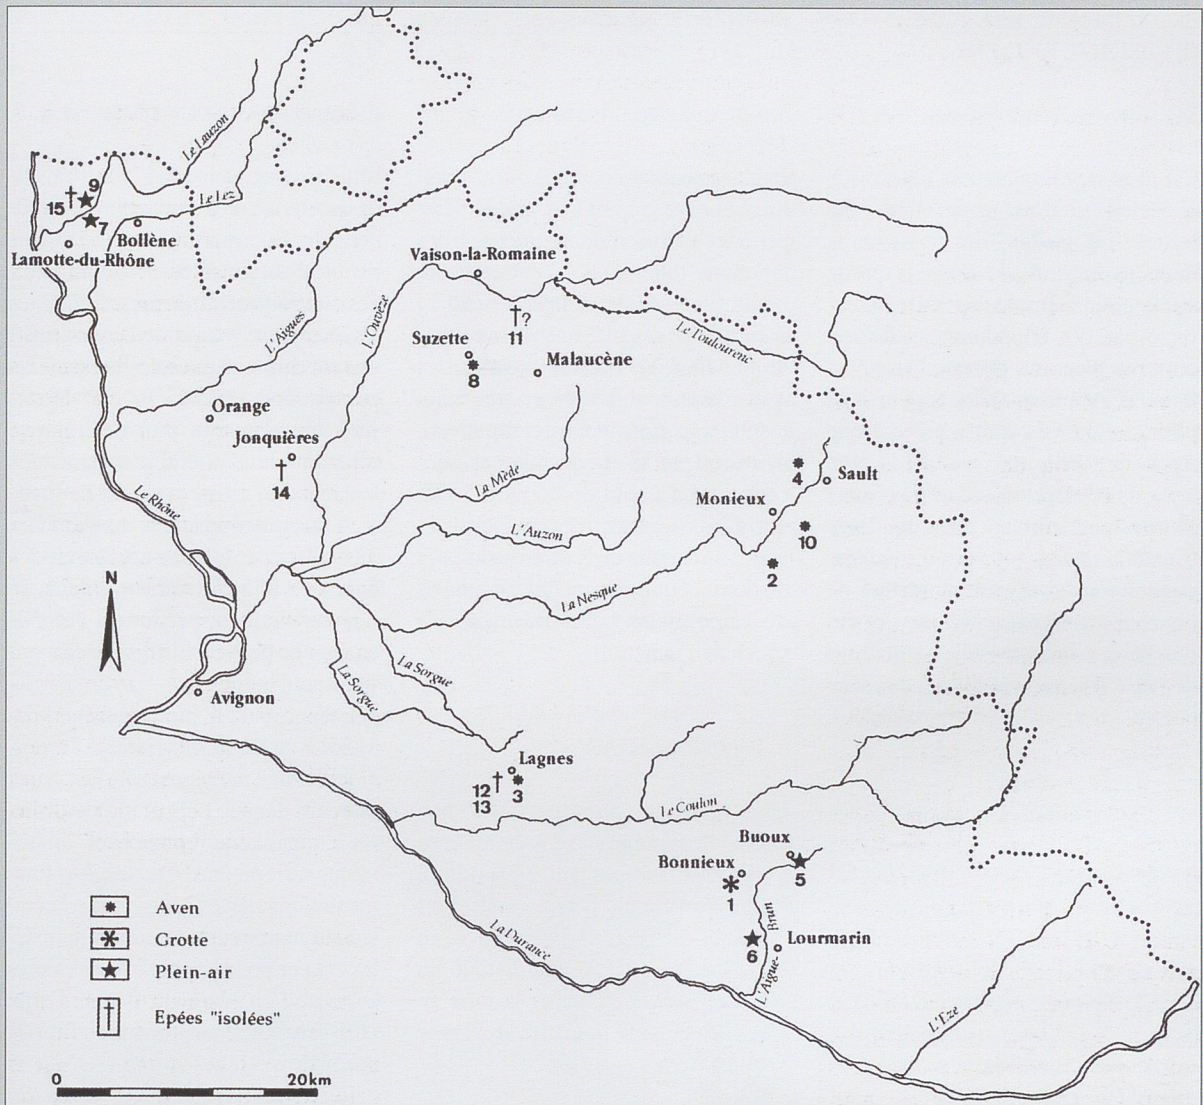 Le Lauzon
9
15
7
Le Lez
Bollène
Lamotte-du-Rhône
Vaison-la-Romaine
L'Aigues
L'Ouvèze
†?
11
Le Toulourenc
Suzette
8
Malaucène
Orange
Jonquières
14
La Mède
4
Sault
Le Rhône
Monieux
L'Auzon
10
2
La Nesque
N
La Sorgue
La Sorgue
Avignon
Lagnes
12
13
3
Le Coulon
Buoux
Bonnieux
5
1
La Durance
6
L'Aigue-Brun
Lourmarin
L'Eze
Aven
Grotte
Plein-air
Epées "isolées"
0 20 km